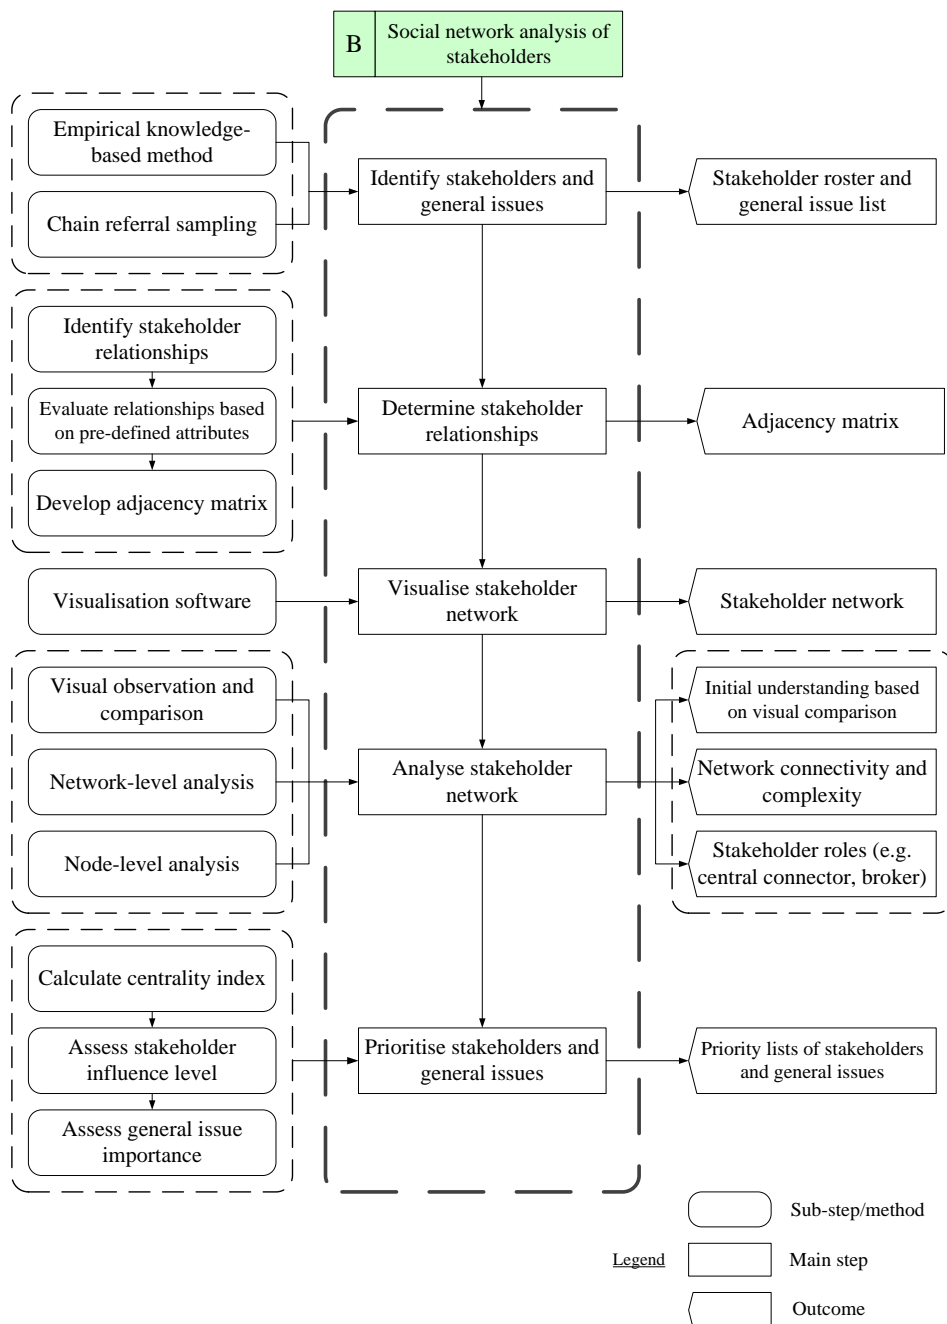 B
Social network analysis of
stakeholders
Empirical knowledge-
based method
Chain referral sampling
Identify stakeholders and
general issues
Stakeholder roster and
general issue list
Identify stakeholder
relationships
Evaluate relationships based
on pre-defined attributes
Develop adjacency matrix
Determine stakeholder
relationships
Adjacency matrix
Visualisation software
Visualise stakeholder
network
Stakeholder network
Visual observation and
comparison
Network-level analysis
Node-level analysis
Analyse stakeholder
network
Initial understanding based
on visual comparison
Network connectivity and
complexity
Stakeholder roles (e.g.
central connector, broker)
Calculate centrality index
Assess stakeholder
influence level
Assess general issue
importance
Prioritise stakeholders and
general issues
Priority lists of stakeholders
and general issues
Legend
Sub-step/method
Main step
Outcome